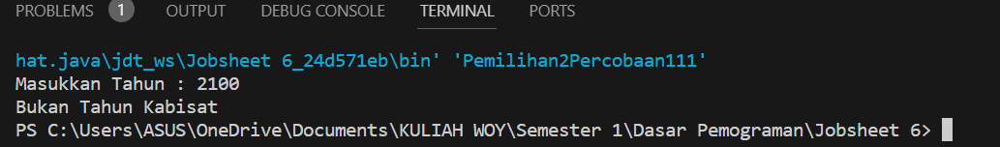 PROBLEMS 1 OUTPUT DEBUG CONSOLE TERMINAL PORTS
hat.java\jdt_ws\Jobsheet 6_24d571eb\bin' 'Pemilihan2Percobaan111'
Masukkan Tahun : 2100
Bukan Tahun Kabisat
PS C:\Users\ASUS\OneDrive\Documents\KULIAH WOY\Semester 1\Dasar Pemograman\Jobsheet 6>